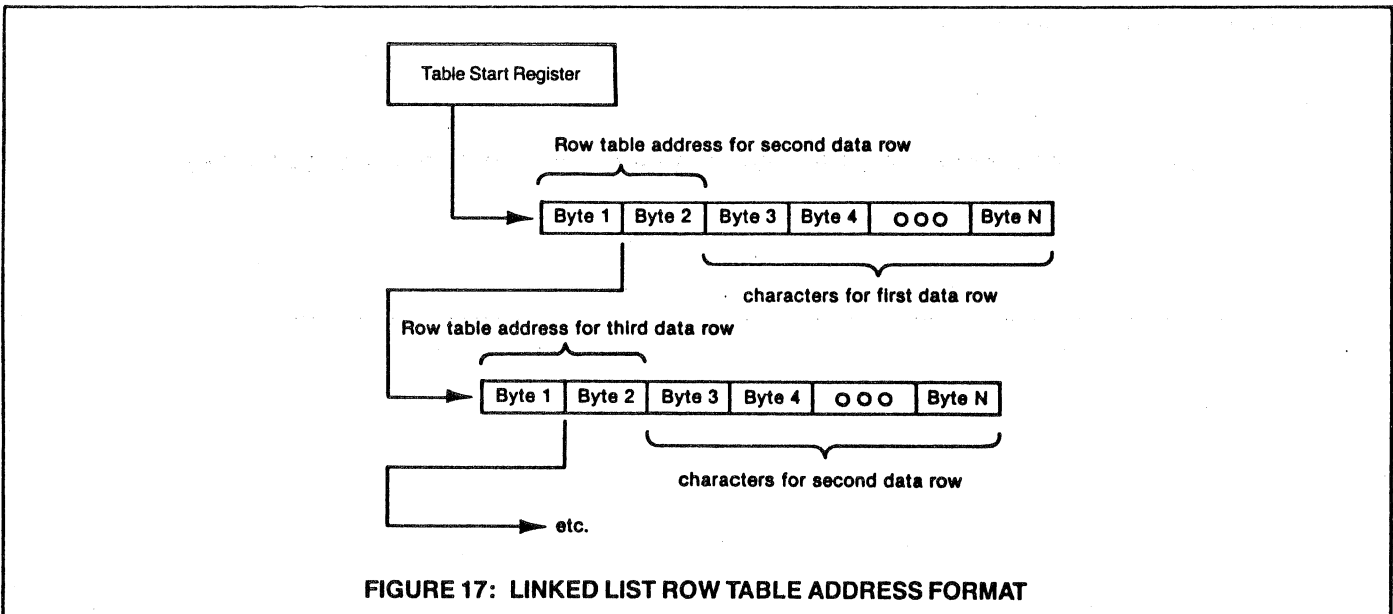 Table Start Register
Row table address for second data row
Byte 1 Byte 2 Byte 3 Byte 4 O O O Byte N
characters for first data row
Row table address for third data row
Byte 1 Byte 2 Byte 3 Byte 4 O O O Byte N
characters for second data row
etc.
FIGURE 17: LINKED LIST ROW TABLE ADDRESS FORMAT